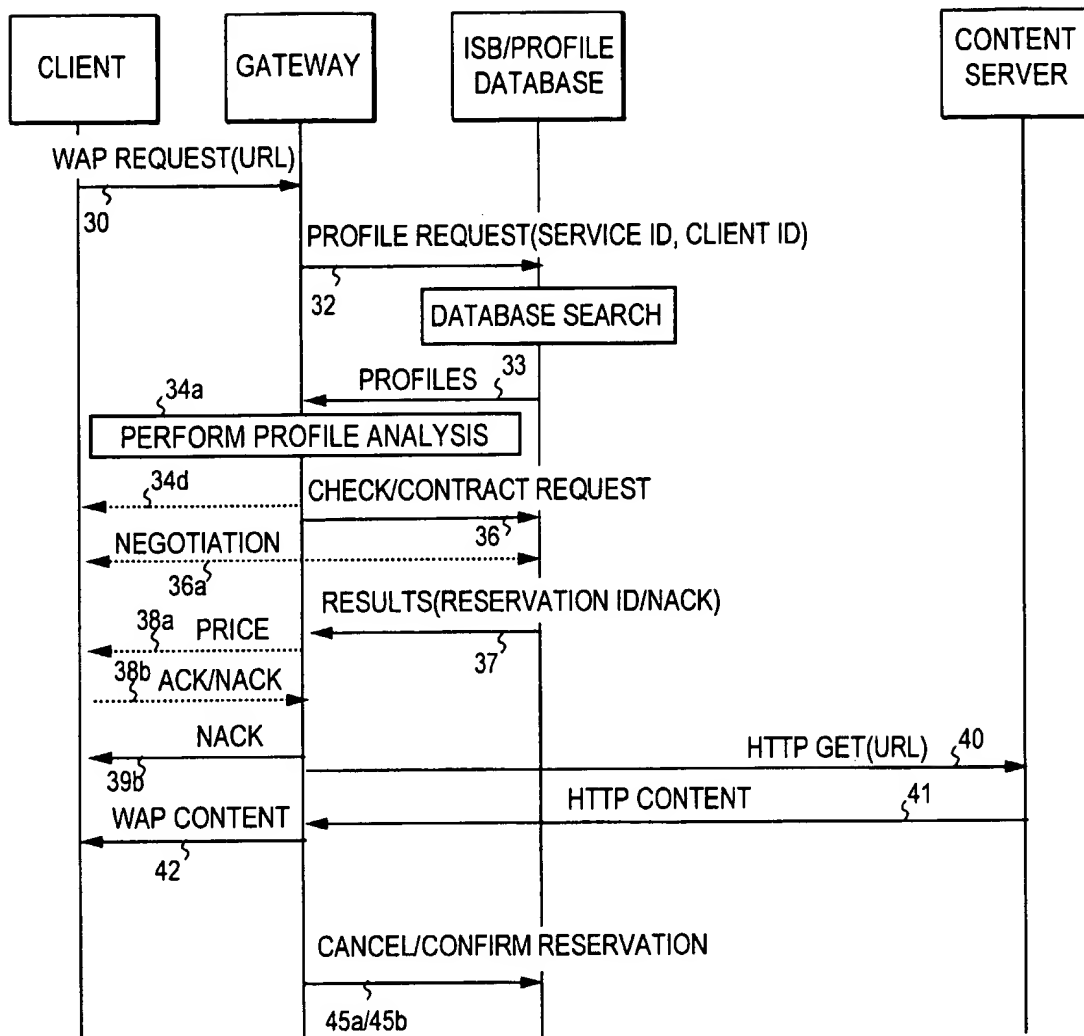 CLIENT
GATEWAY
ISB/PROFILE
DATABASE
CONTENT
SERVER
WAP REQUEST(URL)
30
PROFILE REQUEST(SERVICE ID, CLIENT ID)
32
DATABASE SEARCH
33
PROFILES
34a
PERFORM PROFILE ANALYSIS
34d
CHECK/CONTRACT REQUEST
36
NEGOTIATION
36a
RESULTS(RESERVATION ID/NACK)
37
38a
PRICE
38b
ACK/NACK
NACK
39b
HTTP GET(URL)
40
HTTP CONTENT
41
WAP CONTENT
42
CANCEL/CONFIRM RESERVATION
45a/45b